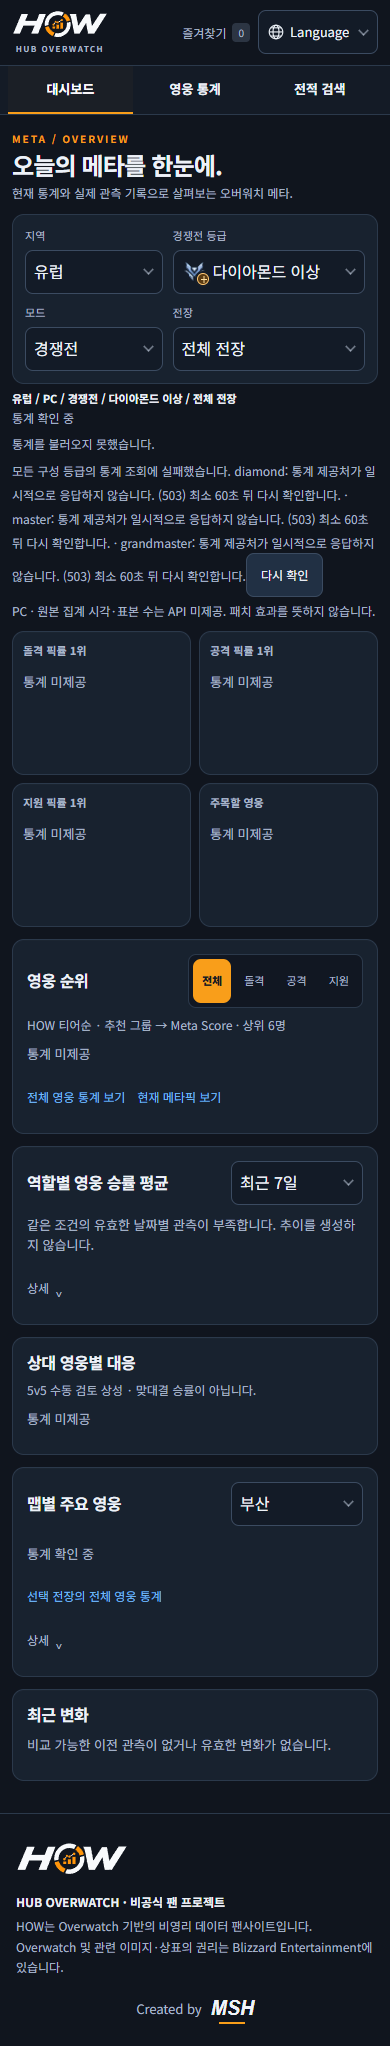 HOW
HUB OVERWATCH
즐겨찾기 0
Language
대시보드 영웅 통계 전적 검색
META / OVERVIEW
오늘의 메타를 한눈에.
현재 통계와 실제 관측 기록으로 살펴보는 오버워치 메타.
지역 경쟁전 등급
유럽 다이아몬드 이상
모드 전장
경쟁전 전체 전장
유럽 / PC / 경쟁전 / 다이아몬드 이상 / 전체 전장
통계 확인 중
통계를 불러오지 못했습니다.
모든 구성 등급의 통계 조회에 실패했습니다. diamond: 통계 제공처가 일
시적으로 응답하지 않습니다. (503) 최소 60초 뒤 다시 확인합니다. ·
master: 통계 제공처가 일시적으로 응답하지 않습니다. (503) 최소 60초
뒤 다시 확인합니다. · grandmaster: 통계 제공처가 일시적으로 응답하지
않습니다. (503) 최소 60초 뒤 다시 확인합니다. 다시 확인
PC · 원본 집계 시각·표본 수는 API 미제공. 패치 효과를 뜻하지 않습니다.
돌격 픽률 1위 공격 픽률 1위
통계 미제공 통계 미제공
지원 픽률 1위 주목할 영웅
통계 미제공 통계 미제공
영웅 순위 전체 돌격 공격 지원
HOW 티어순 · 추천 그룹 → Meta Score · 상위 6명
통계 미제공
전체 영웅 통계 보기 현재 메타픽 보기
역할별 영웅 승률 평균 최근 7일
같은 조건의 유효한 날짜별 관측이 부족합니다. 추이를 생성하
지 않습니다.
상세
상대 영웅별 대응
5v5 수동 검토 상성 · 맞대결 승률이 아닙니다.
통계 미제공
맵별 주요 영웅 부산
통계 확인 중
선택 전장의 전체 영웅 통계
상세
최근 변화
비교 가능한 이전 관측이 없거나 유효한 변화가 없습니다.
HOW
HUB OVERWATCH · 비공식 팬 프로젝트
HOW는 Overwatch 기반의 비영리 데이터 팬사이트입니다.
Overwatch 및 관련 이미지·상표의 권리는 Blizzard Entertainment에
있습니다.
Created by MSH